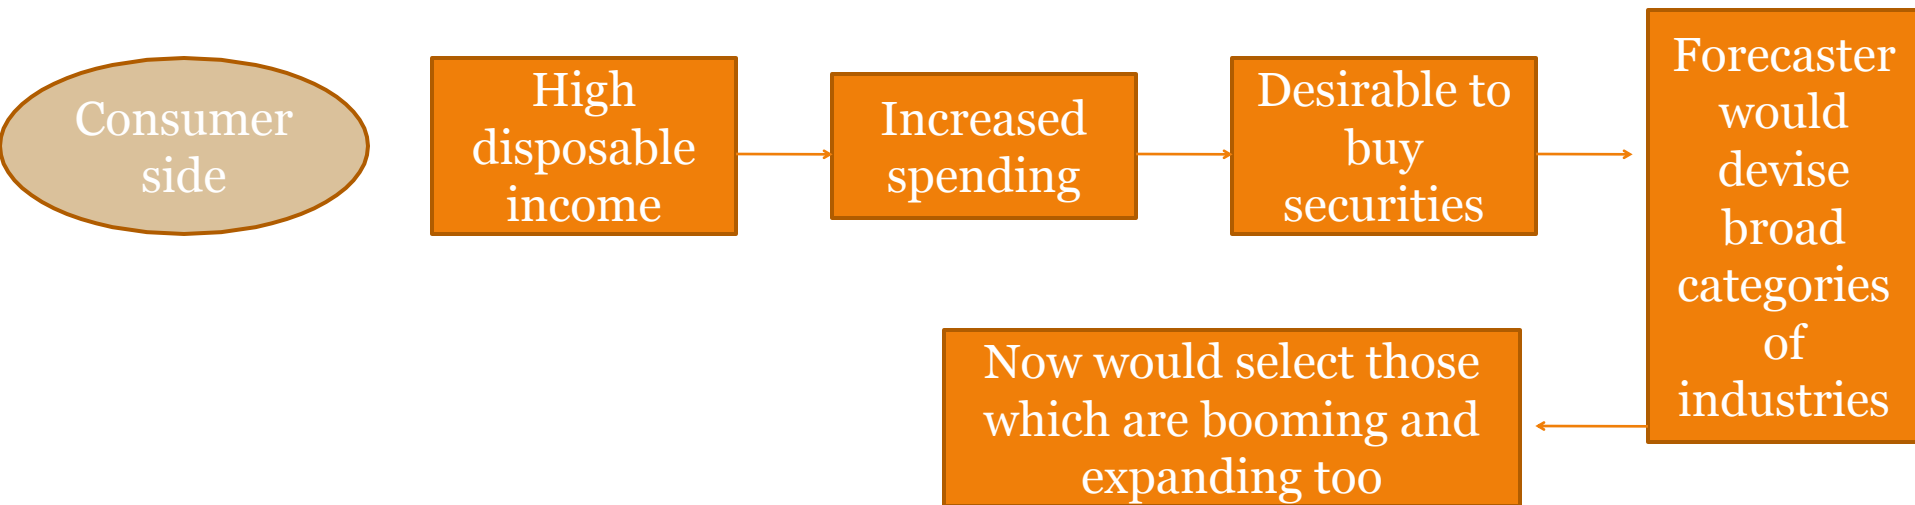 Consumer
side
High
disposable
income
Increased
spending
Desirable to
buy
securities
Forecaster
would
devise
broad
categories
of
industries
Now would select those
which are booming and
expanding too